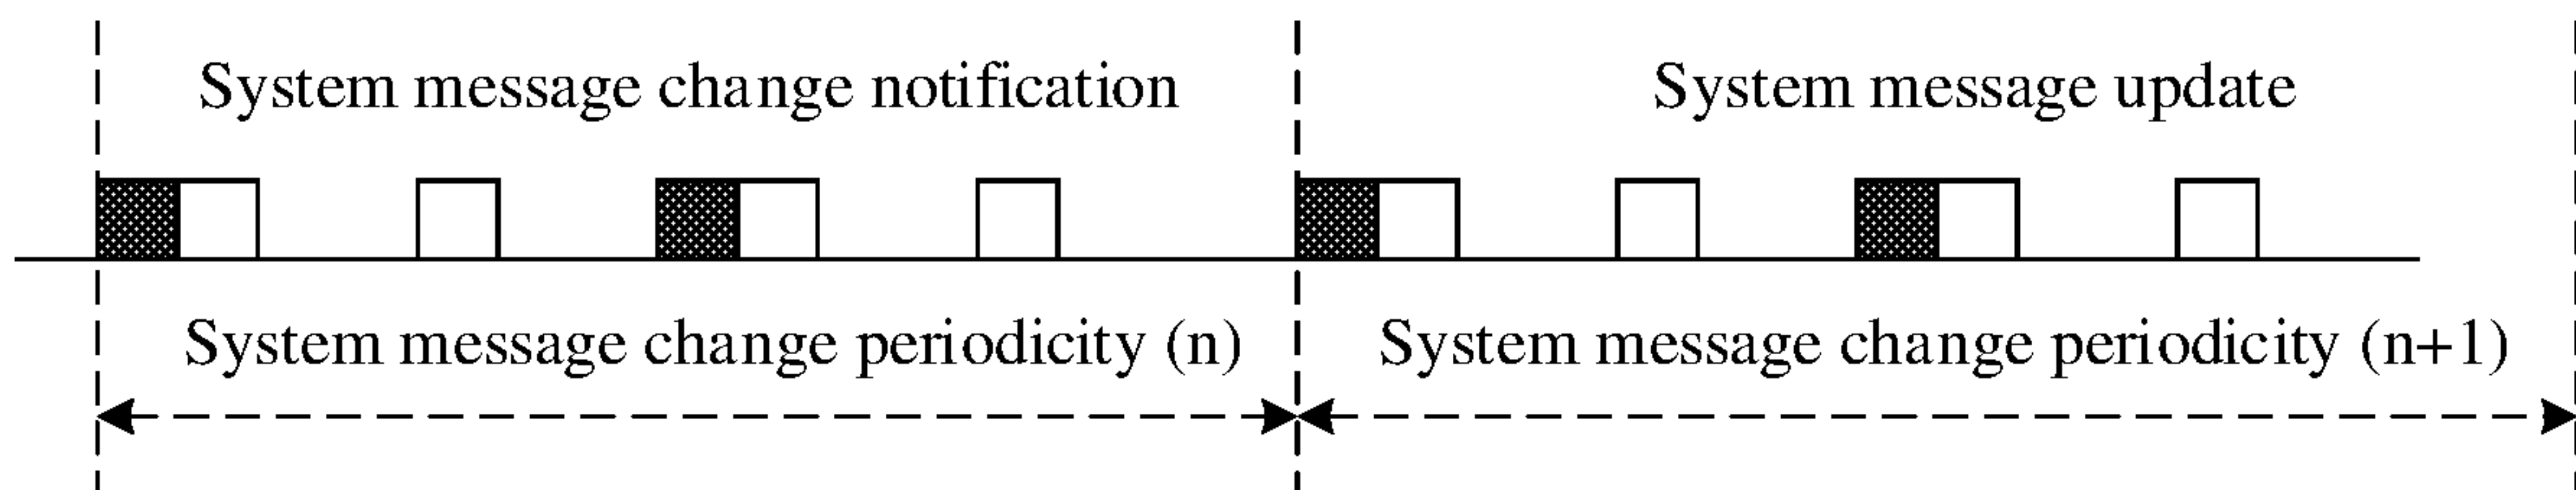 System message change notification
System message update
System message change periodicity (n)
System message change periodicity (n+1)